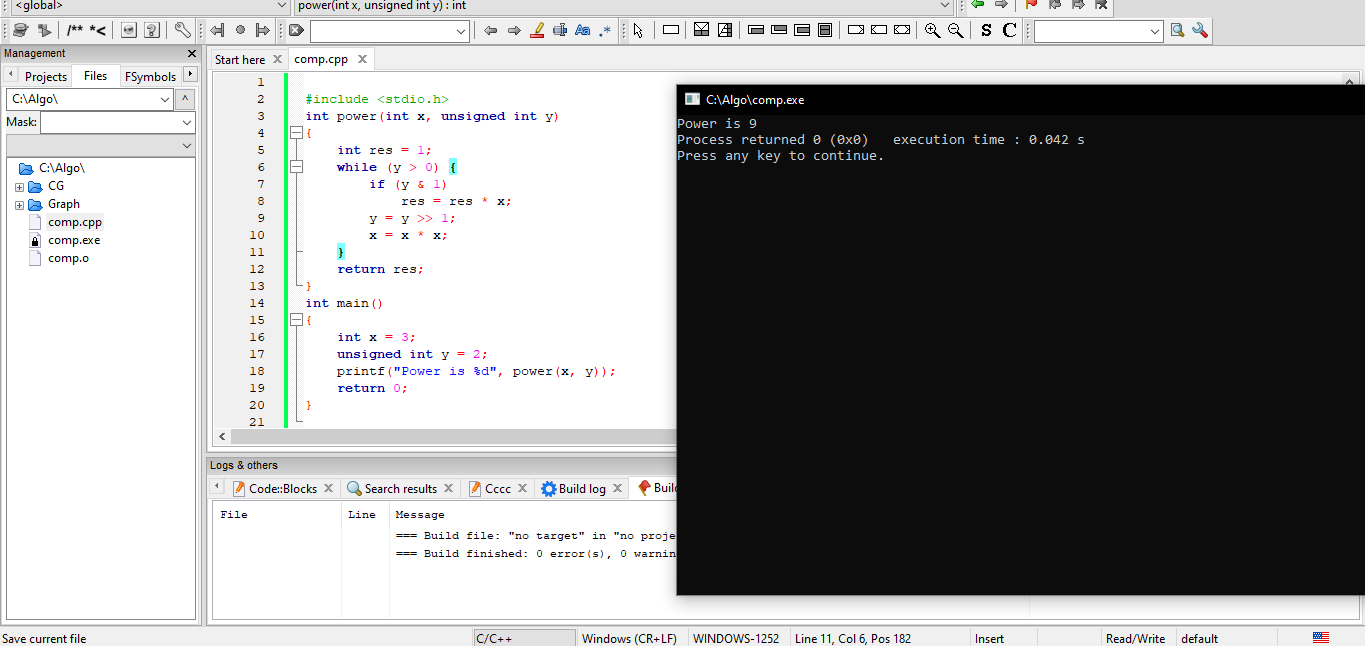 <global>
power(int x, unsigned int y) : int
/** *<
Aa .*
S C
Management
Projects Files FSymbols
C:\Algo\
Mask:
C:\Algo\
CG
Graph
comp.cpp
comp.exe
comp.o
Start here
comp.cpp
1
2 #include <stdio.h>
3 int power(int x, unsigned int y)
4 {
5 int res = 1;
6 while (y > 0) {
7 if (y & 1)
8 res = res * x;
9 y = y >> 1;
10 x = x * x;
11 }
12 return res;
13 }
14 int main()
15 {
16 int x = 3;
17 unsigned int y = 2;
18 printf("Power is %d", power(x, y));
19 return 0;
20 }
21
C:\Algo\comp.exe
Power is 9
Process returned 0 (0x0)   execution time : 0.042 s
Press any key to continue.
Logs & others
Code::Blocks Search results Cccc Build log Buil
File Line Message
=== Build file: "no target" in "no proje
=== Build finished: 0 error(s), 0 warnin
Save current file C/C++ Windows (CR+LF) WINDOWS-1252 Line 11, Col 6, Pos 182 Insert Read/Write default